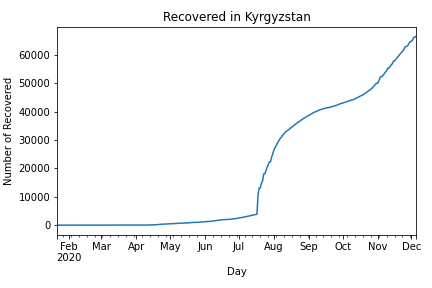 Recovered in Kyrgyzstan
Number of Recovered
60000
50000
40000
30000
20000
10000
0
Feb Mar Apr May Jun Jul Aug Sep Oct Nov Dec
2020
Day